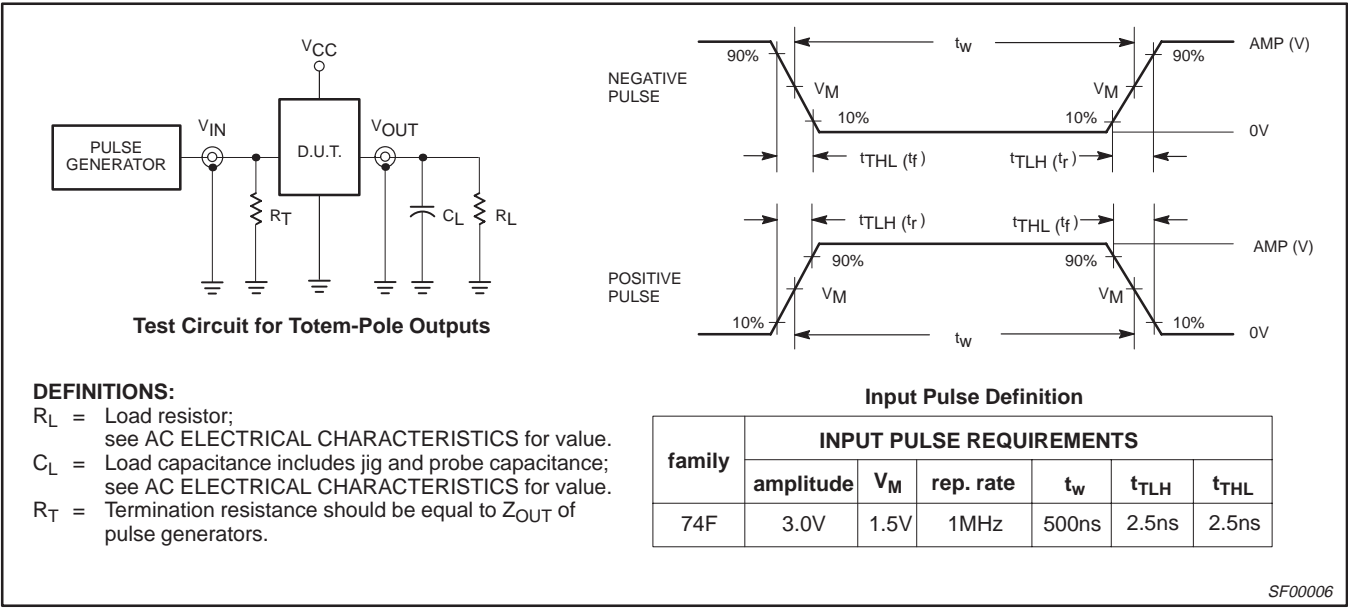 VCC
VIN
VOUT
PULSE
GENERATOR
D.U.T.
RT
CL
RL
Test Circuit for Totem-Pole Outputs
NEGATIVE
PULSE
90%
tw
90%
AMP (V)
VM
VM
10%
10%
0V
tTHL (tf )
tTLH (tr )
tTLH (tr )
tTHL (tf )
POSITIVE
PULSE
AMP (V)
90%
90%
VM
VM
10%
tw
10%
0V
DEFINITIONS:
RL = Load resistor;
see AC ELECTRICAL CHARACTERISTICS for value.
CL = Load capacitance includes jig and probe capacitance;
see AC ELECTRICAL CHARACTERISTICS for value.
RT = Termination resistance should be equal to ZOUT of
pulse generators.
Input Pulse Definition
family
INPUT PULSE REQUIREMENTS
amplitude VM rep. rate tw tTLH tTHL
74F 3.0V 1.5V 1MHz 500ns 2.5ns 2.5ns
SF00006